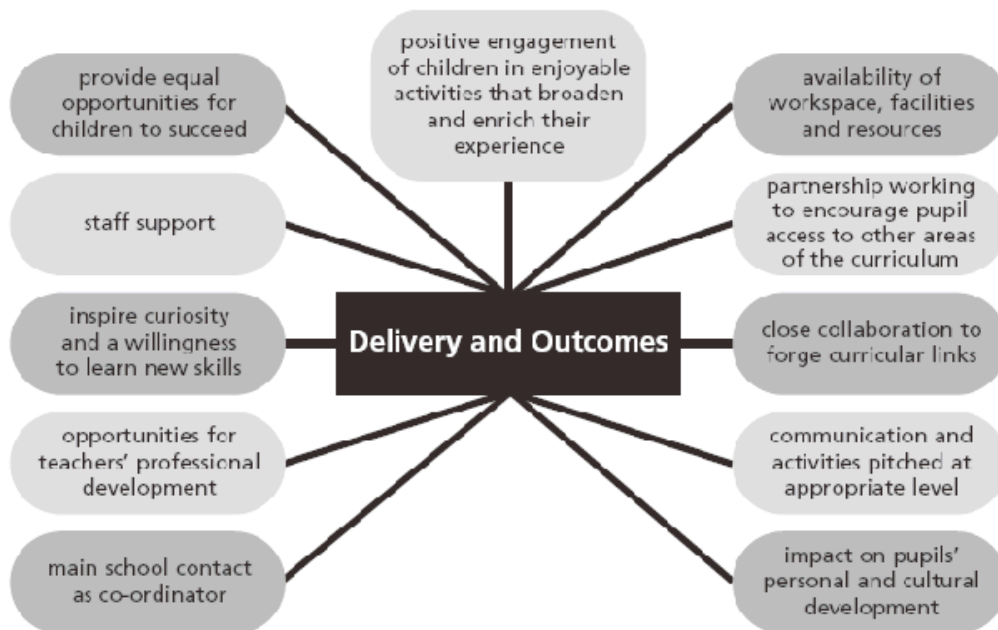 positive engagement
of children in enjoyable
activities that broaden
and enrich their
experience
provide equal
opportunities for
children to succeed
staff support
inspire curiosity
and a willingness
to learn new skills
opportunities for
teachers’ professional
development
main school contact
as co-ordinator
Delivery and Outcomes
availability of
workspace, facilities
and resources
partnership working
to encourage pupil
access to other areas
of the curriculum
close collaboration to
forge curricular links
communication and
activities pitched at
appropriate level
impact on pupils’
personal and cultural
development